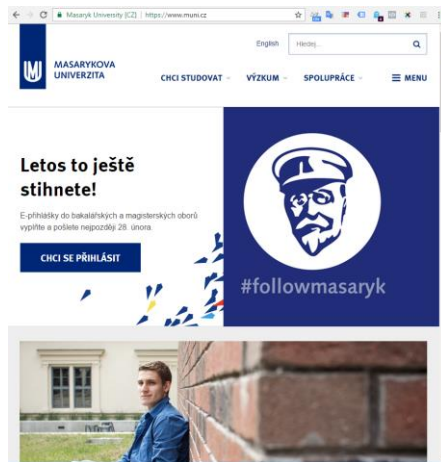 Masaryk University [CZ] | https://www.muni.cz
English
Hledej...
MASARYKOVA
UNIVERZITA
CHCI STUDOVAT
VÝZKUM
SPOLUPRÁCE
MENU
Letos to ještě
stihnete!
E-přihlášky do bakalářských a magisterských oborů
vyplňte a pošlete nejpozději 28. února.
CHCI SE PŘIHLÁSIT
#followmasaryk